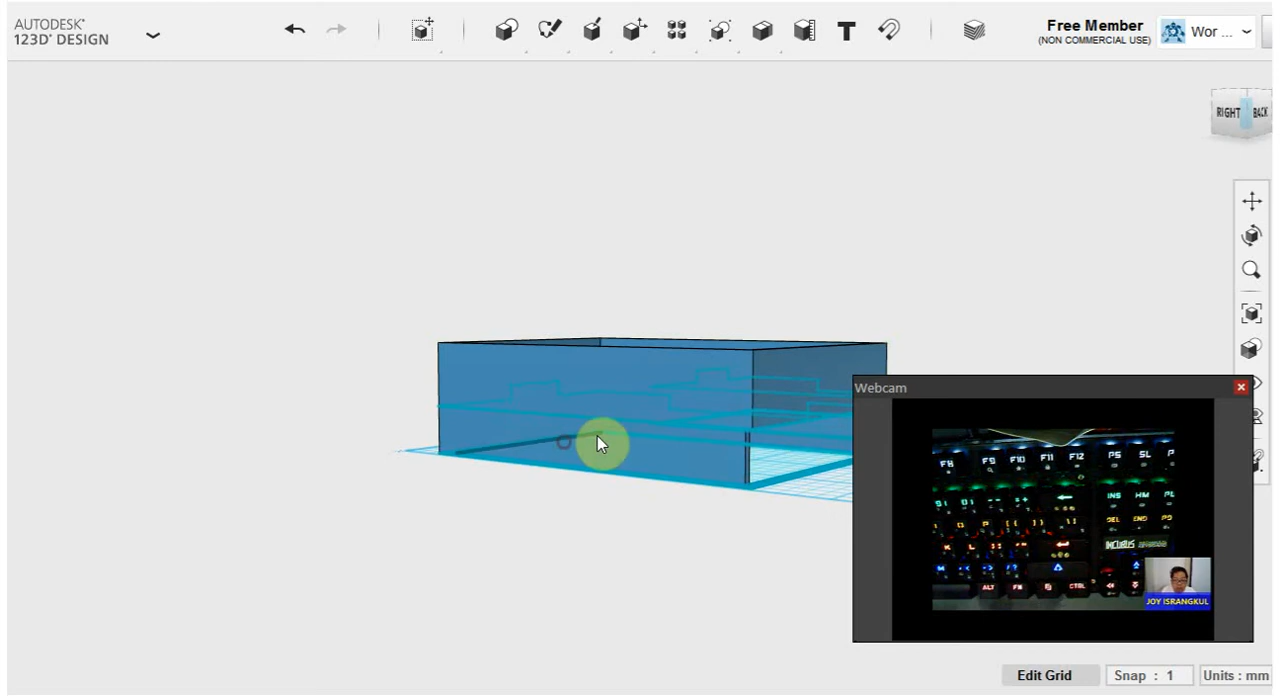 AUTODESK®
123D® DESIGN
Free Member
(NON COMMERCIAL USE)
Wor ...
RIGHT
BACK
Webcam
F8
F9
F10
F11
F12
PS
SL
INS
HM
DEL
END
ALT
FN
CTRL
JOY ISRANGKUL
Edit Grid
Snap : 1
Units : mm